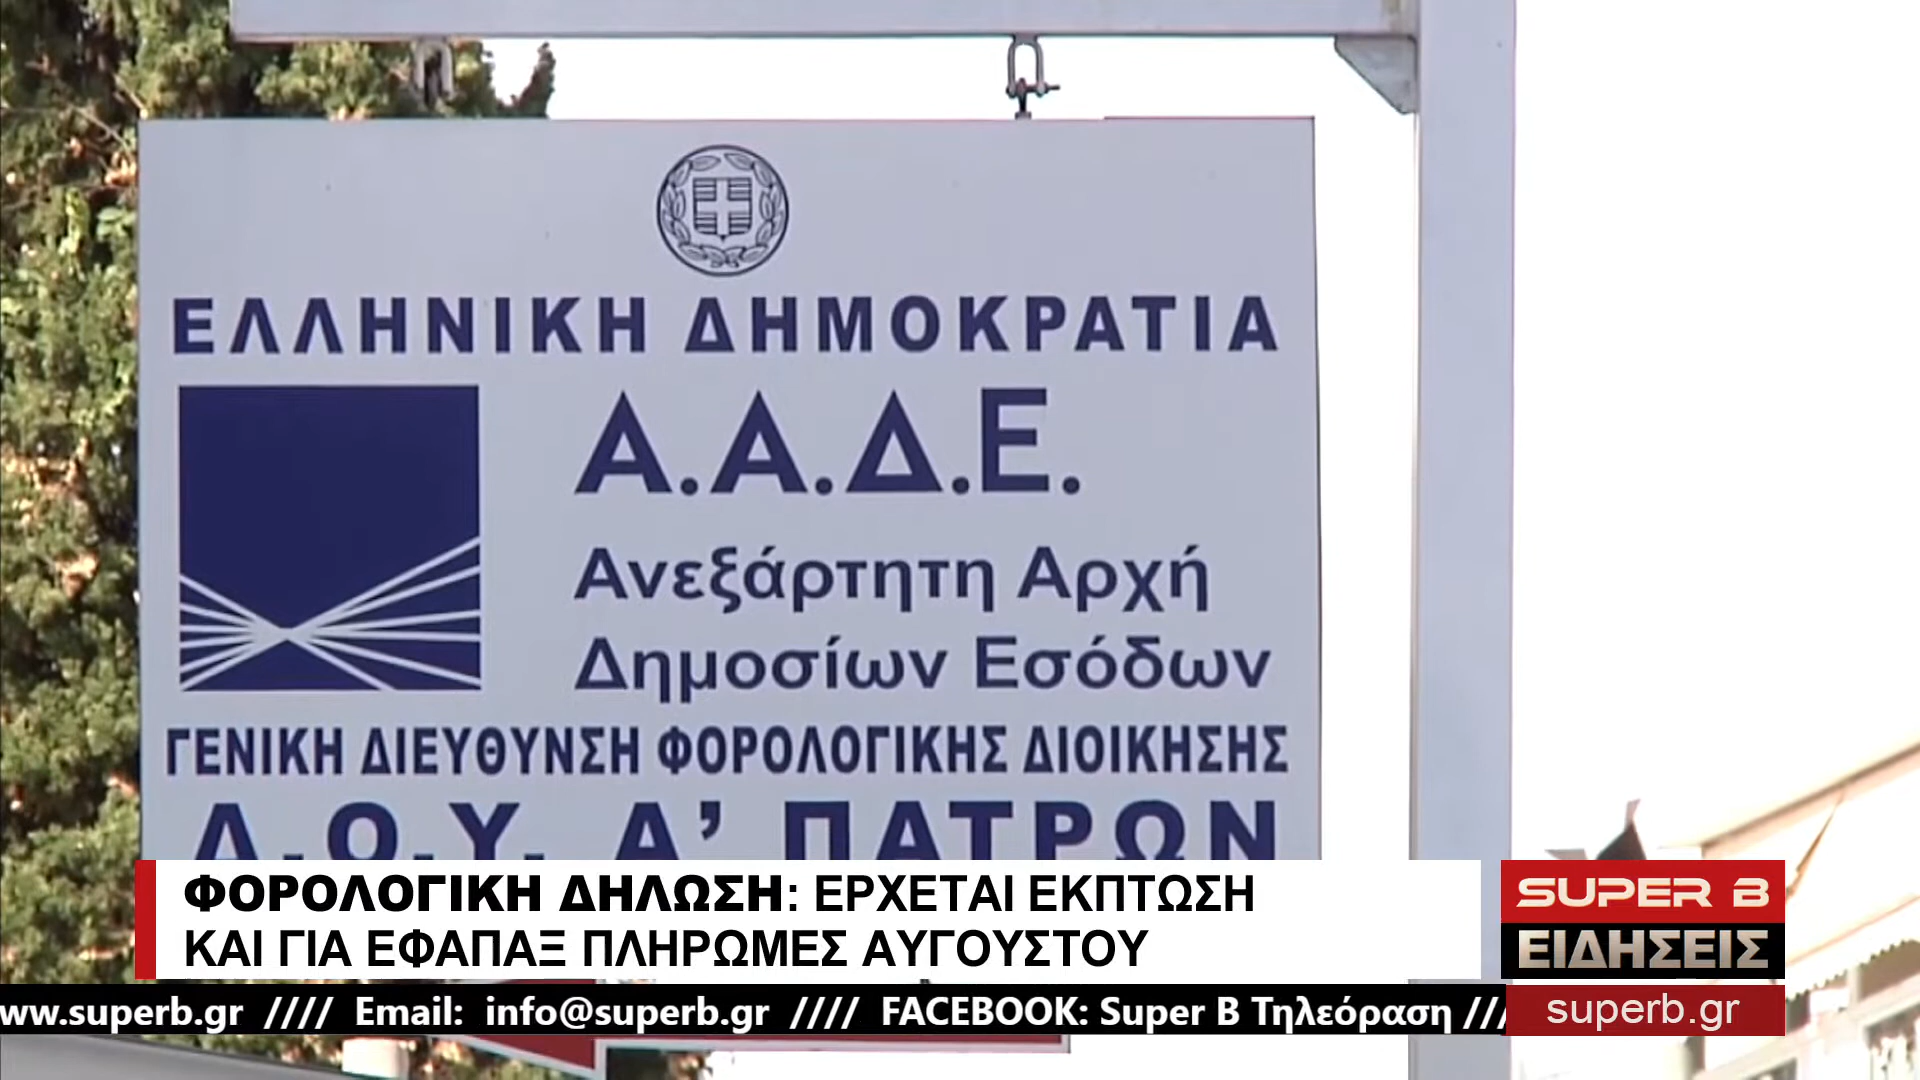 ΕΛΛΗΝΙΚΗ ΔΗΜΟΚΡΑΤΙΑ
Α.Α.Δ.Ε.
Ανεξάρτητη Αρχή
Δημοσίων Εσόδων
ΓΕΝΙΚΗ ΔΙΕΥΘΥΝΣΗ ΦΟΡΟΛΟΓΙΚΗΣ ΔΙΟΙΚΗΣΗΣ
Δ.Ο.Υ. Α’ ΠΑΤΡΩΝ
ΦΟΡΟΛΟΓΙΚΗ ΔΗΛΩΣΗ: ΕΡΧΕΤΑΙ ΕΚΠΤΩΣΗ
ΚΑΙ ΓΙΑ ΕΦΑΠΑΞ ΠΛΗΡΩΜΕΣ ΑΥΓΟΥΣΤΟΥ
SUPER B
ΕΙΔΗΣΕΙΣ
ww.superb.gr //// Email: info@superb.gr //// FACEBOOK: Super B Τηλεόραση ///
superb.gr